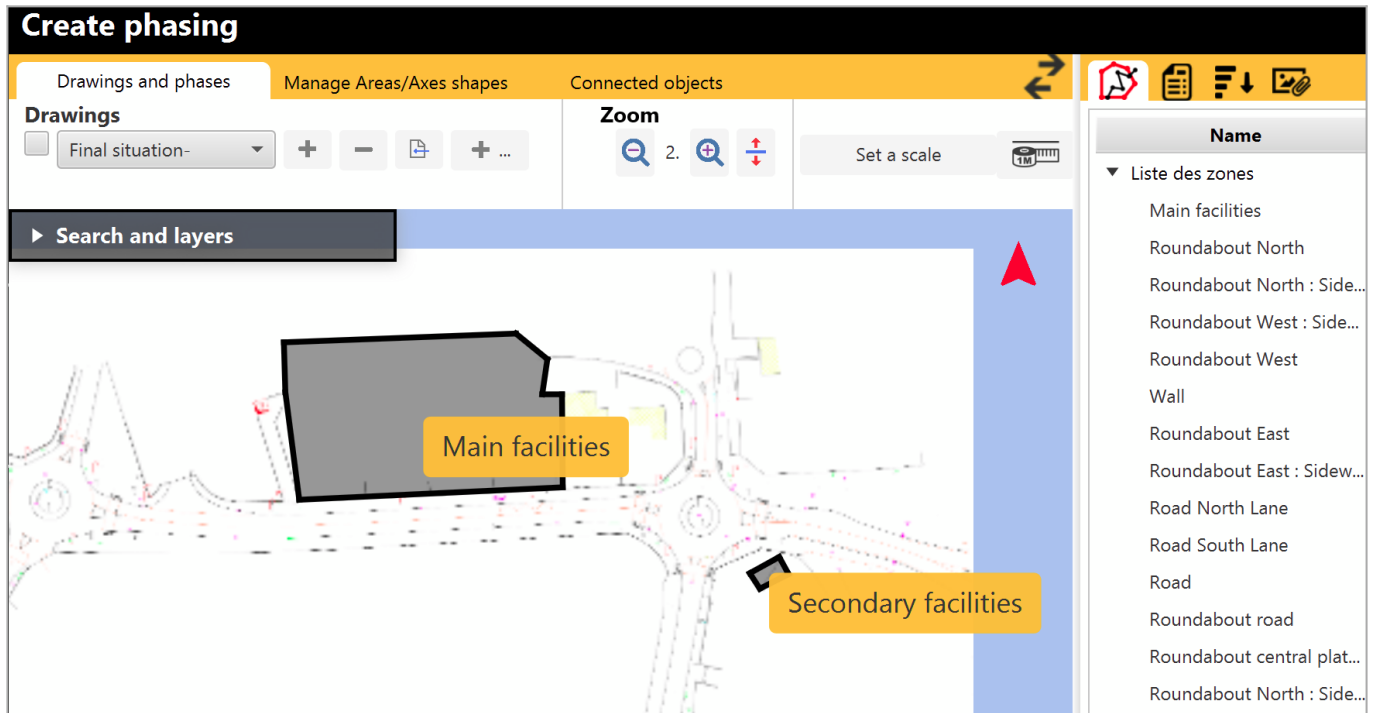 Create phasing
Drawings and phases
Manage Areas/Axes shapes
Connected objects
Drawings
Final situation-
...
Zoom
2.
Set a scale
1M
Search and layers
Main facilities
Secondary facilities
Name
Liste des zones
Main facilities
Roundabout North
Roundabout North : Side...
Roundabout West : Side...
Roundabout West
Wall
Roundabout East
Roundabout East : Sidew...
Road North Lane
Road South Lane
Road
Roundabout road
Roundabout central plat...
Roundabout North : Side...